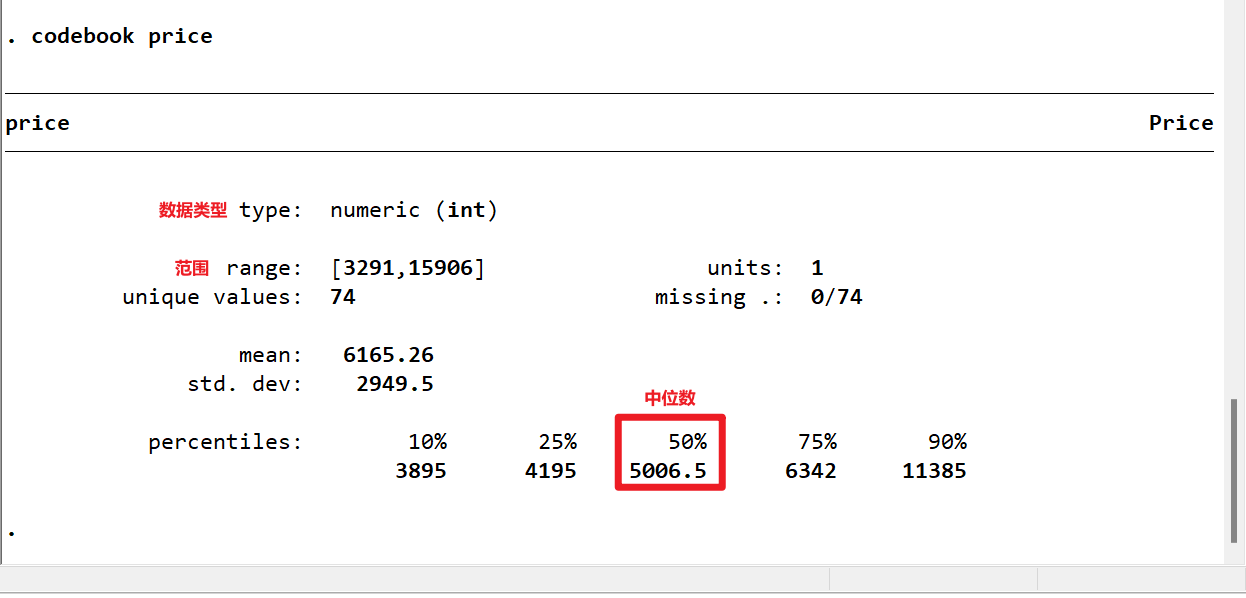 . codebook price
price Price
数据类型 type: numeric (int)
范围 range: [3291,15906] units: 1
unique values: 74 missing .: 0/74
mean: 6165.26
std. dev: 2949.5
中位数
percentiles: 10% 25% 50% 75% 90%
3895 4195 5006.5 6342 11385
.